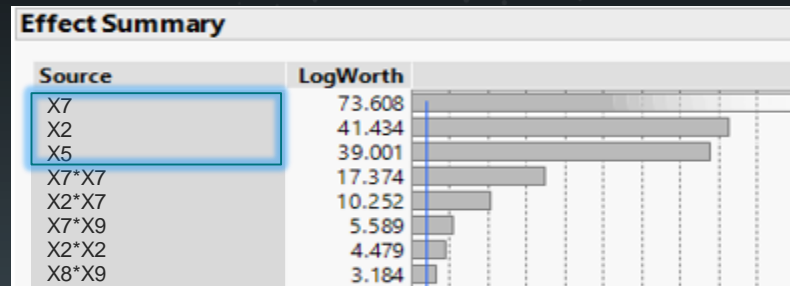 Effect Summary
Source LogWorth
X7 73.608
X2 41.434
X5 39.001
X7*X7 17.374
X2*X7 10.252
X7*X9 5.589
X2*X2 4.479
X8*X9 3.184